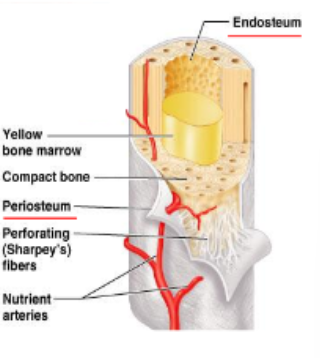 Endosteum
Yellow
bone marrow
Compact bone
Periosteum
Perforating
(Sharpey's)
fibers
Nutrient
arteries